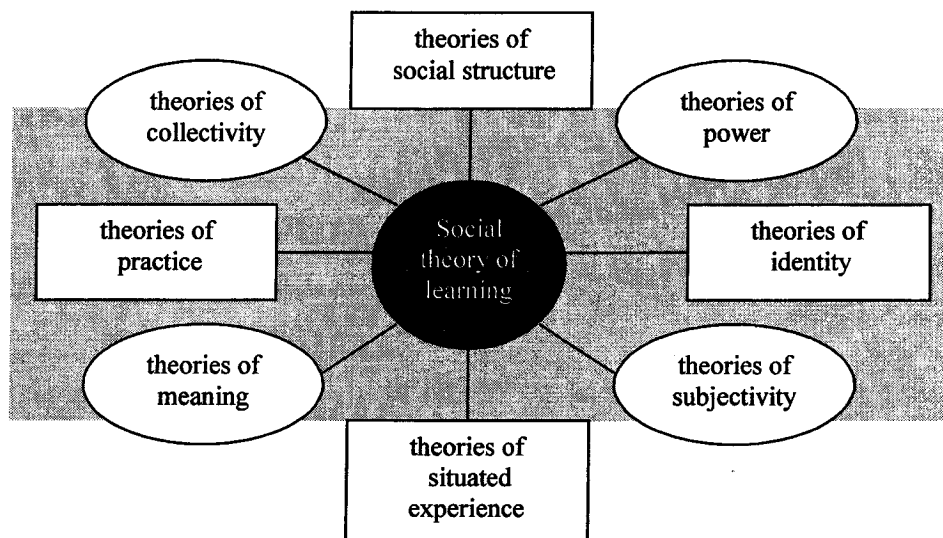 theories of
social structure
theories of
collectivity
theories of
power
theories of
practice
Social
theory of
learning
theories of
identity
theories of
meaning
theories of
subjectivity
theories of
situated
experience